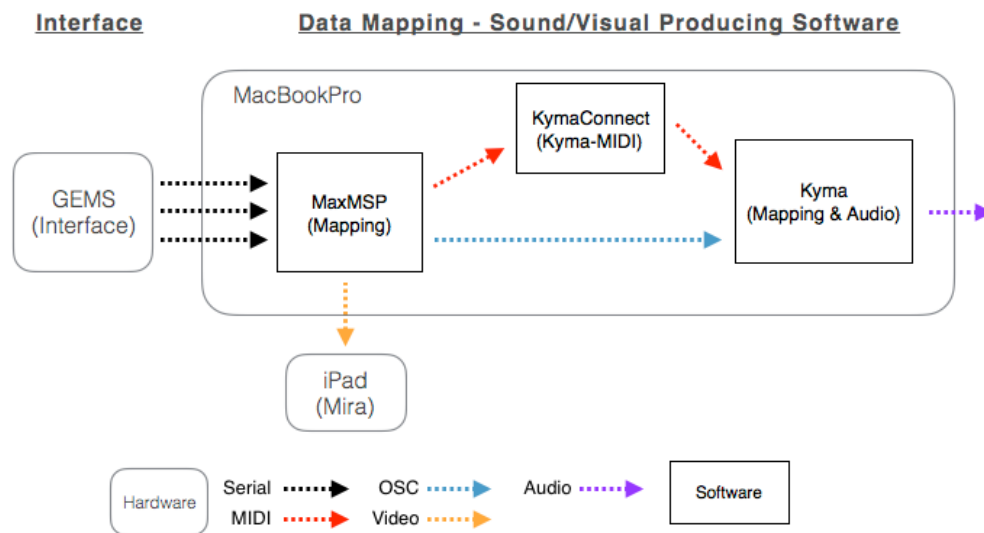 Interface
Data Mapping - Sound/Visual Producing Software
MacBookPro
KymaConnect
(Kyma-MIDI)
GEMS
(Interface)
MaxMSP
(Mapping)
Kyma
(Mapping & Audio)
iPad
(Mira)
Hardware
Serial
OSC
Audio
Software
MIDI
Video